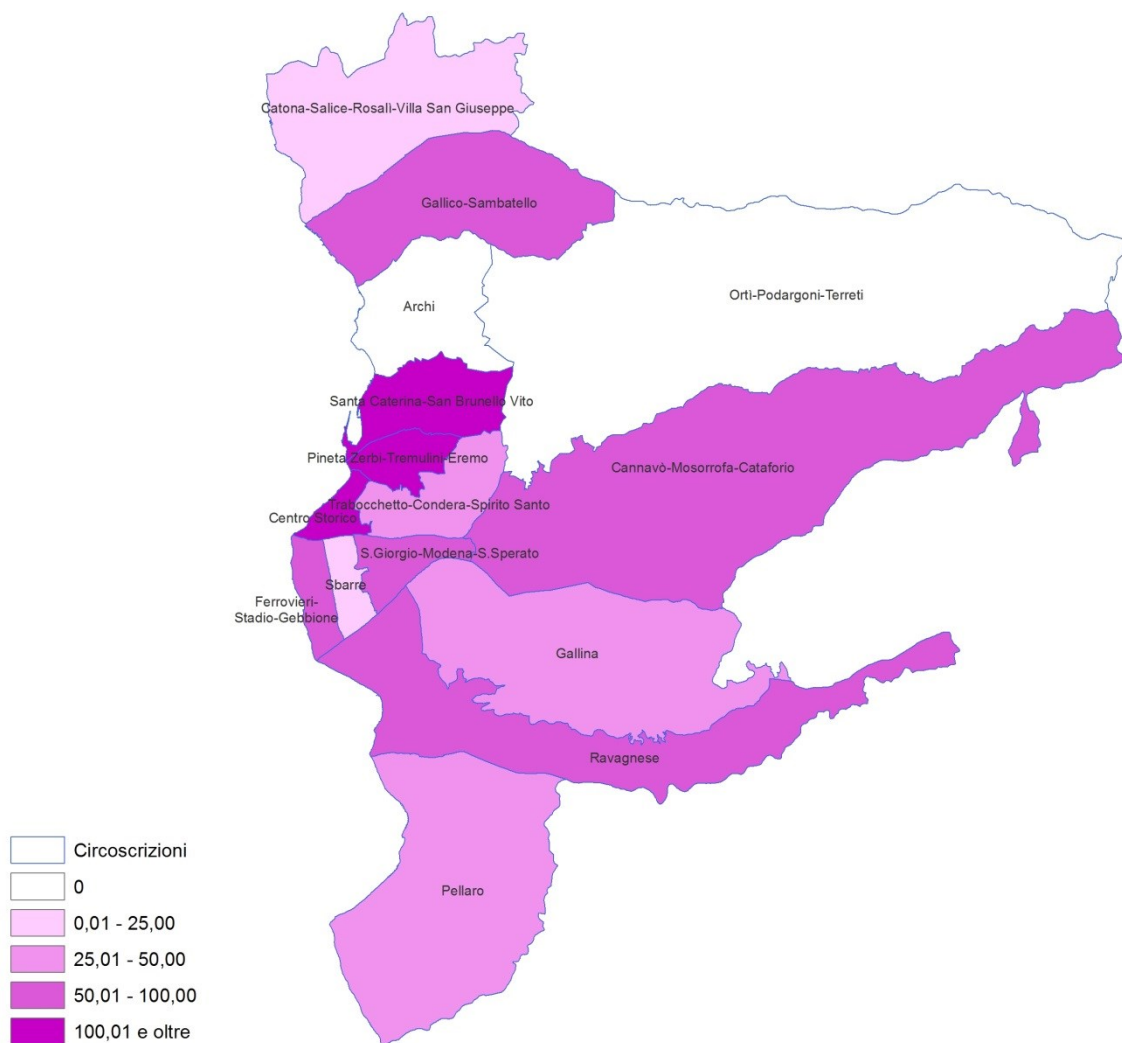 Catona-Salice-Rosalì-Villa San Giuseppe
Gallico-Sambatello
Archi
Ortì-Podargoni-Terreti
Santa Caterina-San Brunello Vito
Pineta Zerbi-Tremulini-Eremo
Cannavò-Mosorrofa-Cataforio
Trabocchetto-Condera-Spirito Santo
Centro Storico
S.Giorgio-Modena-S.Sperato
Sbarre
Ferrovieri-
Stadio-Gebbione
Gallina
Ravagnese
Pellaro
Circoscrizioni
0
0,01 - 25,00
25,01 - 50,00
50,01 - 100,00
100,01 e oltre